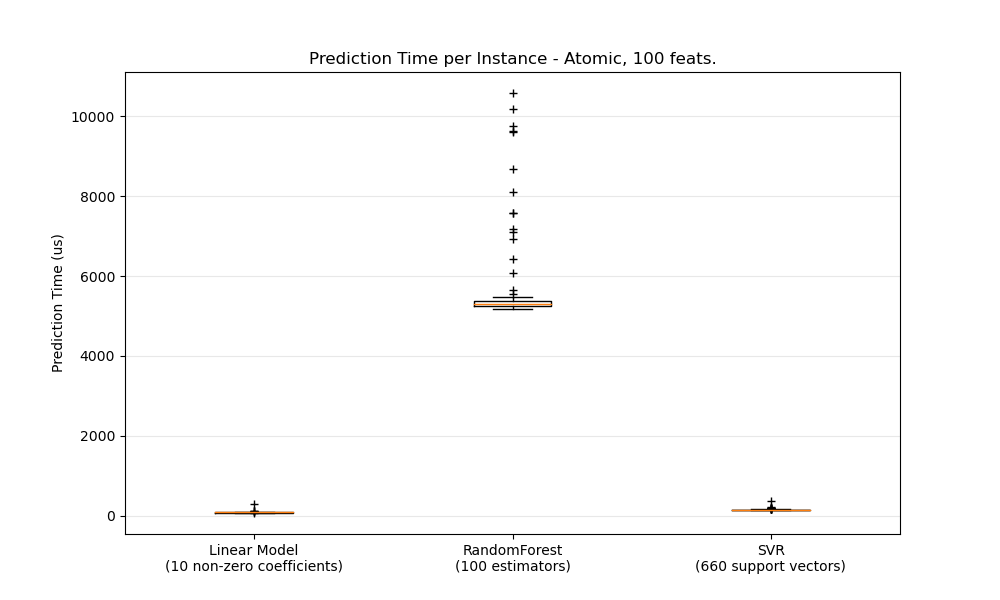 Prediction Time per Instance - Atomic, 100 feats.
Prediction Time (us)
10000
8000
6000
4000
2000
0
Linear Model
(10 non-zero coefficients)
RandomForest
(100 estimators)
SVR
(660 support vectors)